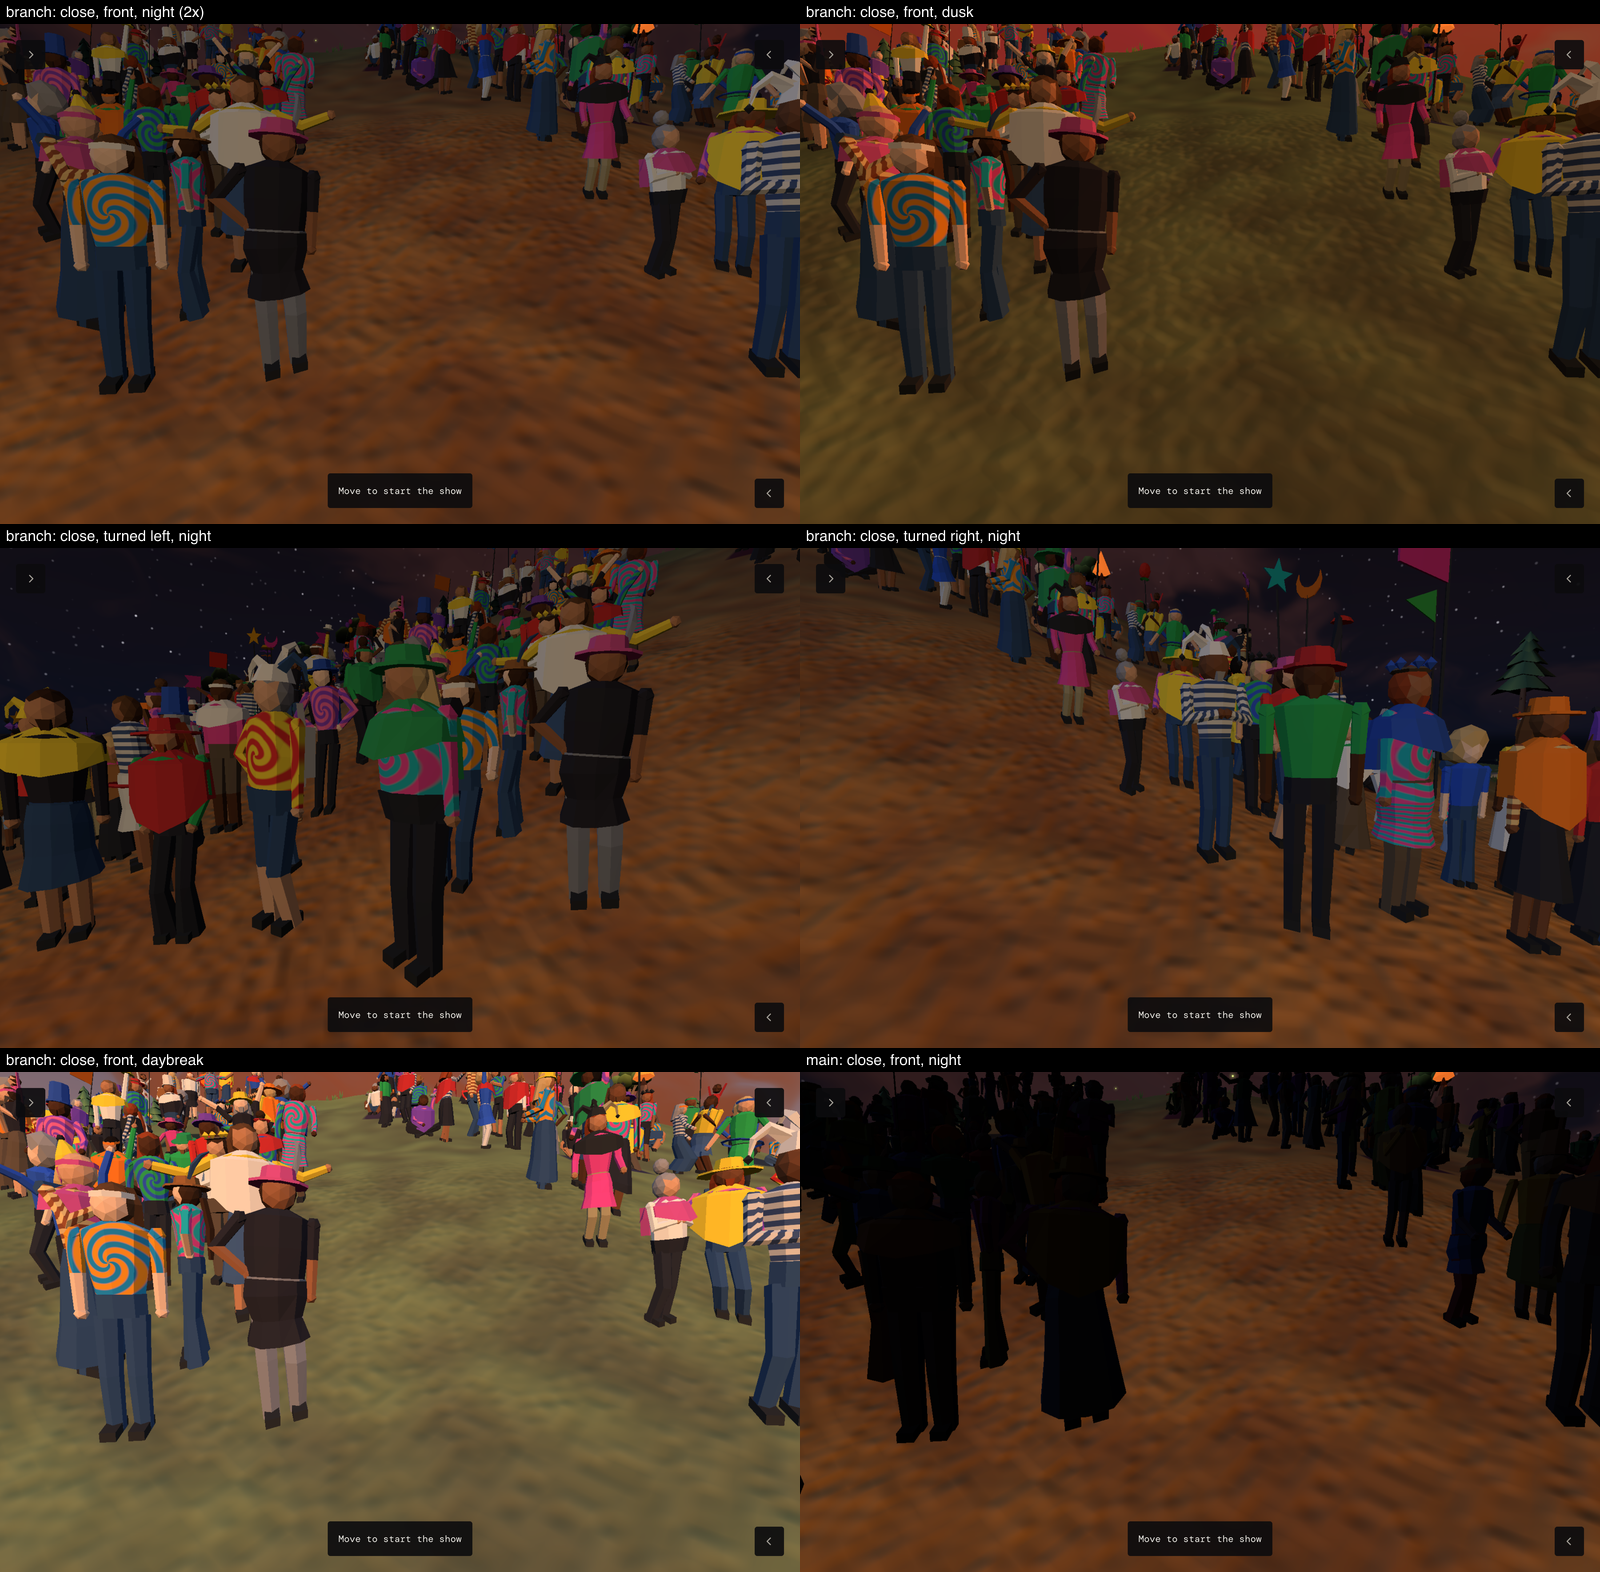 branch: close, front, night (2x)
branch: close, front, dusk
Move to start the show
Move to start the show
branch: close, turned left, night
branch: close, turned right, night
Move to start the show
Move to start the show
branch: close, front, daybreak
main: close, front, night
Move to start the show
Move to start the show